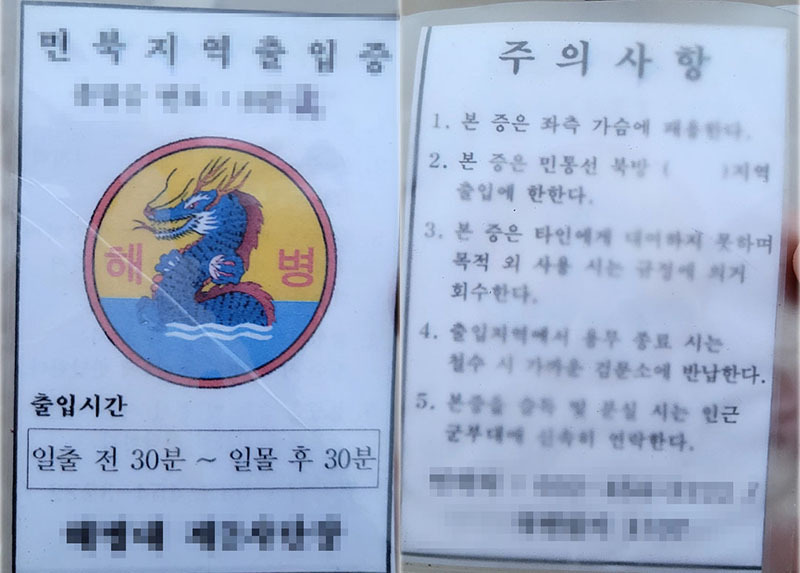 민북지역출입증
해 병
출입시간
일출 전 30분 ~ 일몰 후 30분
주 의 사 항
1. 본 증은 좌측 가슴에 패용한다.
2. 본 증은 민통선 북방 ( )지역
출입에 한한다.
3. 본 증은 타인에게 대여하지 못하며
목적 외 사용 시는 규정에 의거
회수한다.
4. 출입지역에서 용무 종료 시는
철수 시 가까운 검문소에 반납한다.
5. 본증을 습득 및 분실 시는 인근
군부대에 신속히 연락한다.